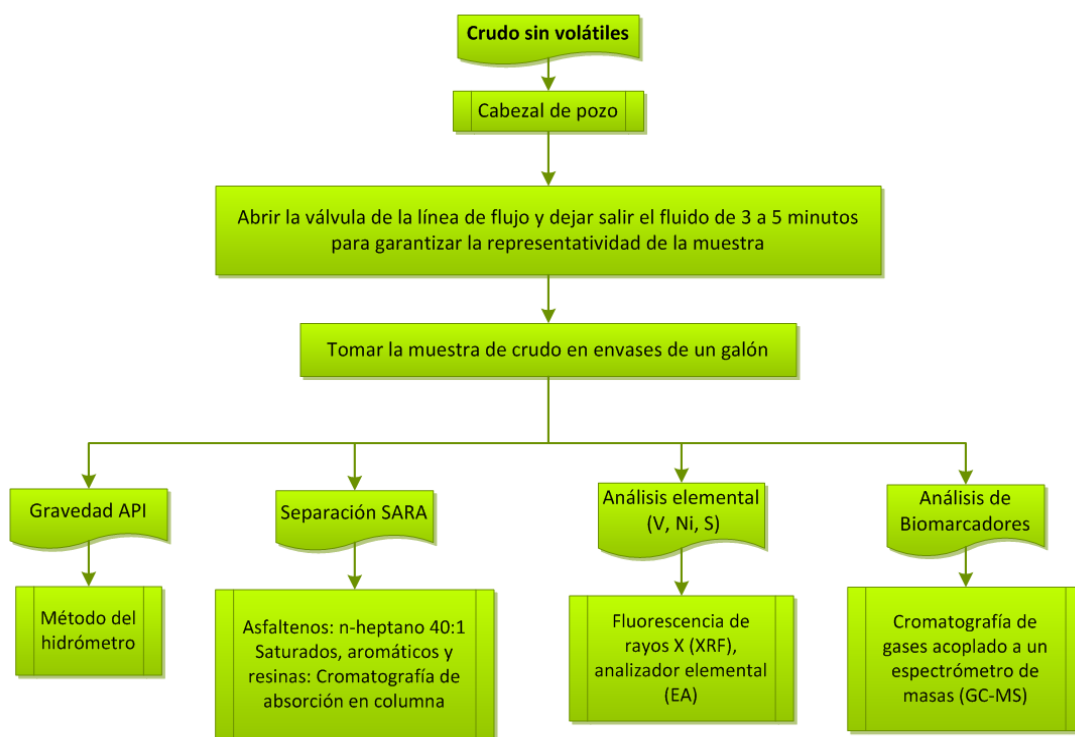 Crudo sin volátiles
Cabezal de pozo
Abrir la válvula de la línea de flujo y dejar salir el fluido de 3 a 5 minutos
para garantizar la representatividad de la muestra
Tomar la muestra de crudo en envases de un galón
Gravedad API
Separación SARA
Análisis elemental
(V, Ni, S)
Análisis de
Biomarcadores
Método del
hidrómetro
Asfaltenos: n-heptano 40:1
Saturados, aromáticos y
resinas: Cromatografía de
absorción en columna
Fluorescencia de
rayos X (XRF),
analizador elemental
(EA)
Cromatografía de
gases acoplado a un
espectrómetro de
masas (GC-MS)